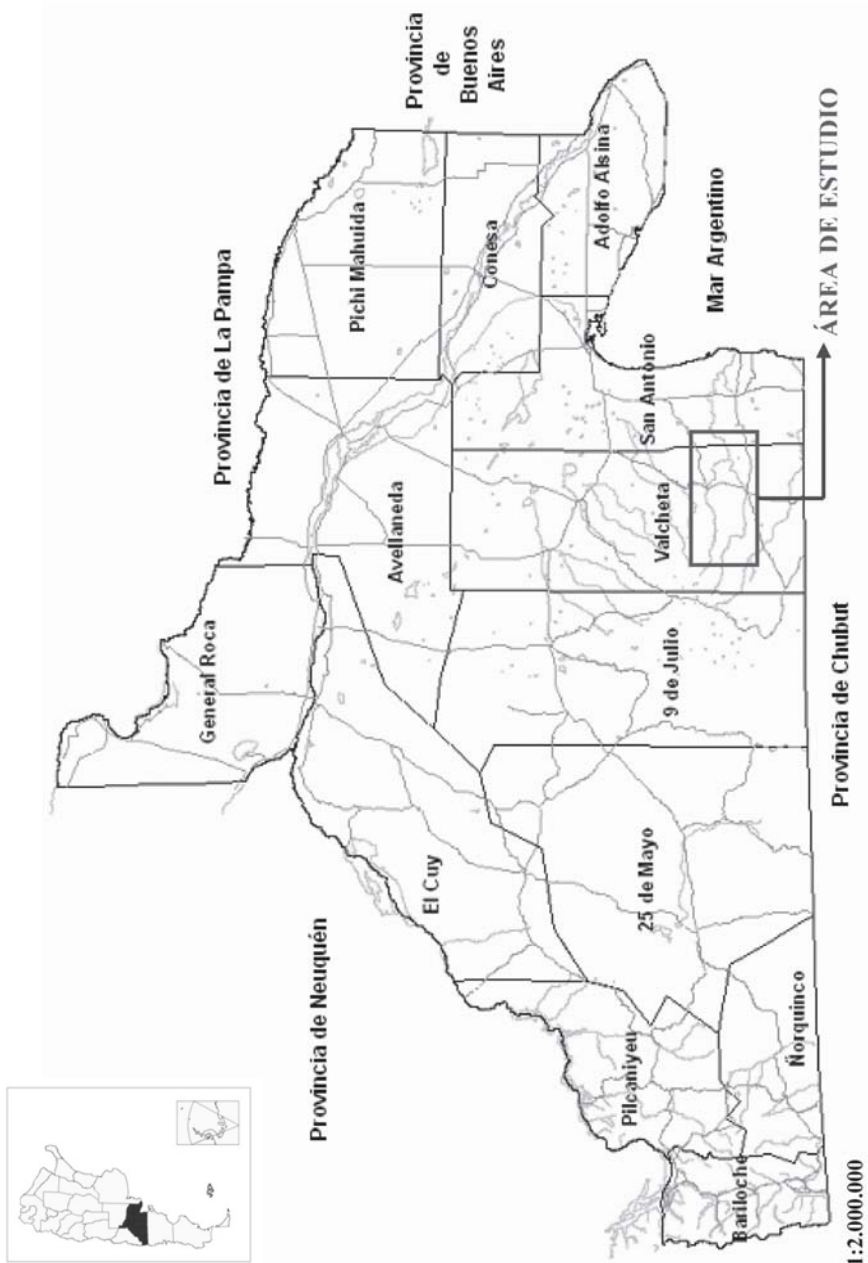 Provincia de Neuquén
Provincia de La Pampa
Provincia
de
Buenos
Aires
General Roca
El Cuy
Avellaneda
Pichi Mahuida
Conesa
Adolfo Alsina
Pilcaniyeu
25 de Mayo
9 de Julio
Valcheta
San Antonio
Mar Argentino
Bariloche
Ñorquinco
Provincia de Chubut
ÁREA DE ESTUDIO
1:2.000.000